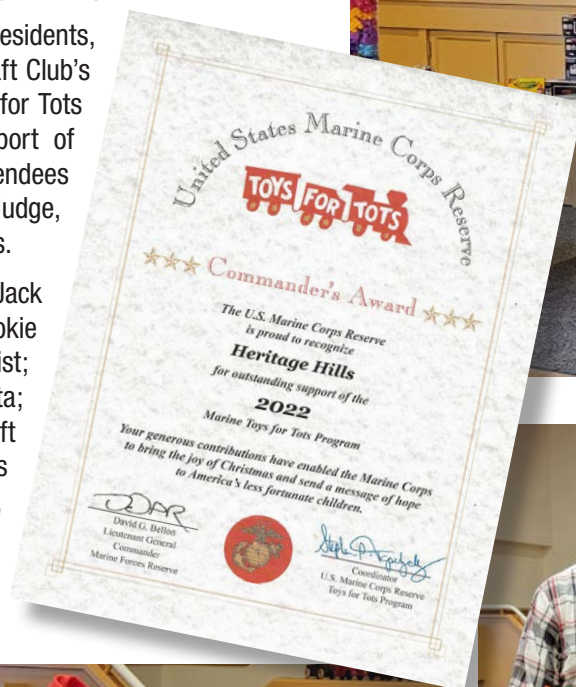 esidents,
aft Club's
for Tots
port of
endees
udge,
s.
Jack
okie
ist;
ta;
ft
s
United States Marine Corps Reserve
TOYS FOR TOTS
Commander's Award
The U.S. Marine Corps Reserve
is proud to recognize
Heritage Hills
for outstanding support of the
2022
Marine Toys for Tots Program
Your generous contributions have enabled the Marine Corps
to bring the joy of Christmas and send a message of hope
to America's less fortunate children.
David G. Bellon
Lieutenant General
Commander
Marine Forces Reserve
Coordinator
U.S. Marine Corps Reserve
Toys for Tots Program